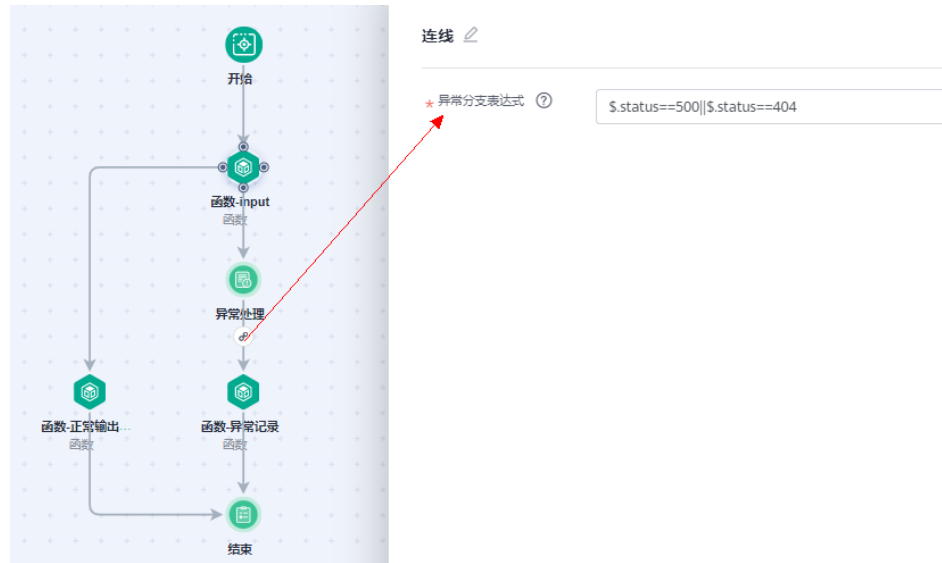 开始
函数-input
函数
异常处理
函数-正常输出...
函数
函数-异常记录
函数
结束
连线
* 异常分支表达式 ?
$.status==500||$.status==404